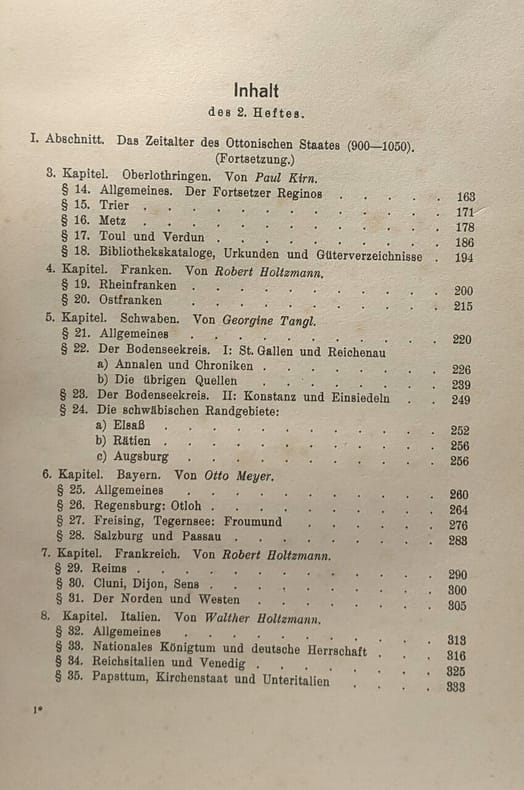 Inhalt
des 2. Heftes.
I. Abschnitt. Das Zeitalter des Ottonischen Staates (900—1050).
(Fortsetzung.)
3. Kapitel. Oberlothringen. Von Paul Kirn.
§ 14. Allgemeines. Der Fortsetzer Reginos . . . . . 163
§ 15. Trier . . . . . . . . . . . 171
§ 16. Metz . . . . . . . . . . . 178
§ 17. Toul und Verdun . . . . . . . . . 186
§ 18. Bibliothekskataloge, Urkunden und Güterverzeichnisse . 194
4. Kapitel. Franken. Von Robert Holtzmann.
§ 19. Rheinfranken . . . . . . . . . 200
§ 20. Ostfranken . . . . . . . . . . 215
5. Kapitel. Schwaben. Von Georgine Tangl.
§ 21. Allgemeines . . . . . . . . . 220
§ 22. Der Bodenseekreis. I: St. Gallen und Reichenau
a) Annalen und Chroniken . . . . . . . 226
b) Die übrigen Quellen . . . . . . . 239
§ 23. Der Bodenseekreis. II: Konstanz und Einsiedeln . . 249
§ 24. Die schwäbischen Randgebiete:
a) Elsaß . . . . . . . . . . 252
b) Rätien . . . . . . . . . . 256
c) Augsburg . . . . . . . . . 256
6. Kapitel. Bayern. Von Otto Meyer.
§ 25. Allgemeines . . . . . . . . . 260
§ 26. Regensburg: Otloh . . . . . . . . . 264
§ 27. Freising, Tegernsee: Froumund . . . . . 276
§ 28. Salzburg und Passau . . . . . . . . 283
7. Kapitel. Frankreich. Von Robert Holtzmann.
§ 29. Reims . . . . . . . . . . . 290
§ 30. Cluni, Dijon, Sens . . . . . . . . . 300
§ 31. Der Norden und Westen . . . . . . . 305
8. Kapitel. Italien. Von Walther Holtzmann.
§ 32. Allgemeines . . . . . . . . . 313
§ 33. Nationales Königtum und deutsche Herrschaft . . . 316
§ 34. Reichsitalien und Venedig . . . . . . . 325
§ 35. Papsttum, Kirchenstaat und Unteritalien . . . . 333
1*